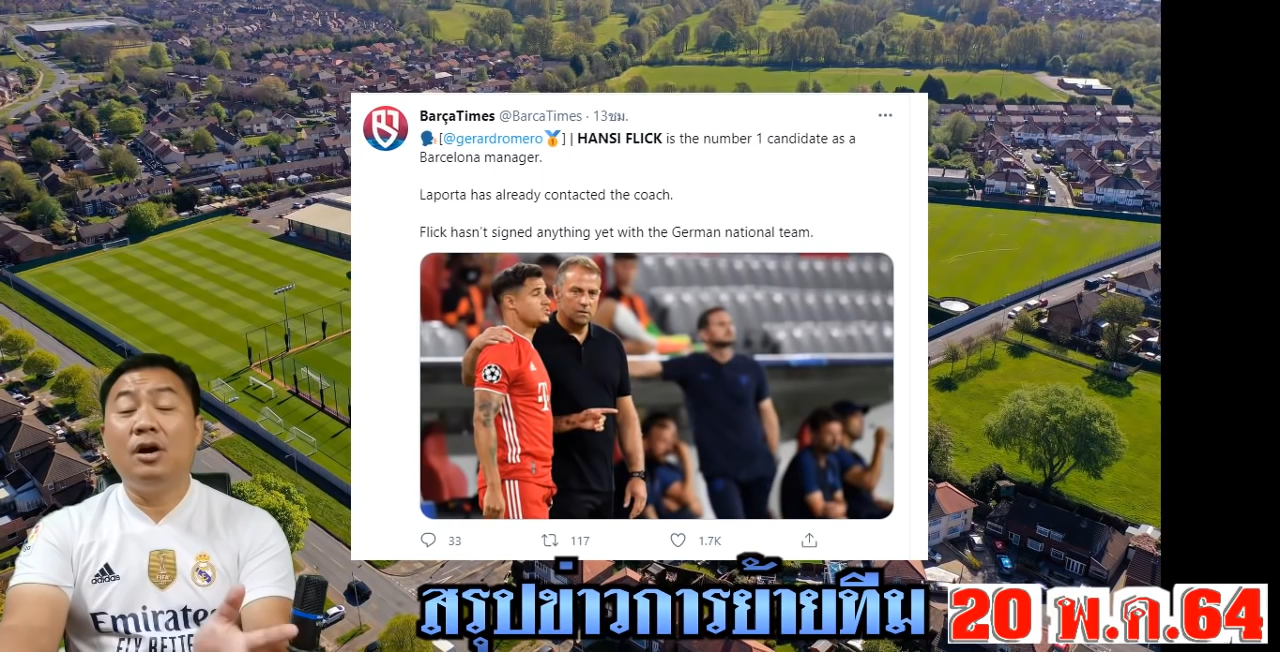 BarçaTimes @BarcaTimes · 13ชม.
🗣️[@gerardromero🥇] | HANSI FLICK is the number 1 candidate as a
Barcelona manager.
Laporta has already contacted the coach.
Flick hasn't signed anything yet with the German national team.
T
33 117 1.7K
adidas
FIFA
Emirates
FLY BETTE
สรุปข่าวการย้ายทีม 20 พ.ค.64